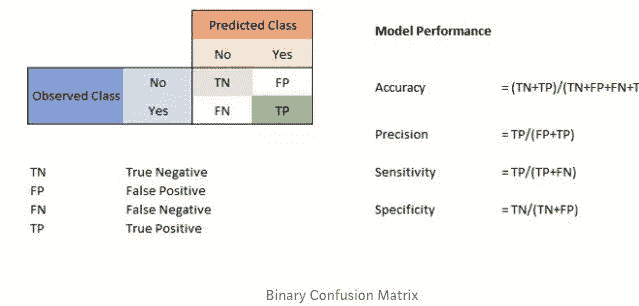 Predicted Class
No Yes
Observed Class
No TN FP
Yes FN TP
TN True Negative
FP False Positive
FN False Negative
TP True Positive
Model Performance
Accuracy = (TN+TP)/(TN+FP+FN+T
Precision = TP/(FP+TP)
Sensitivity = TP/(TP+FN)
Specificity = TN/(TN+FP)
Binary Confusion Matrix